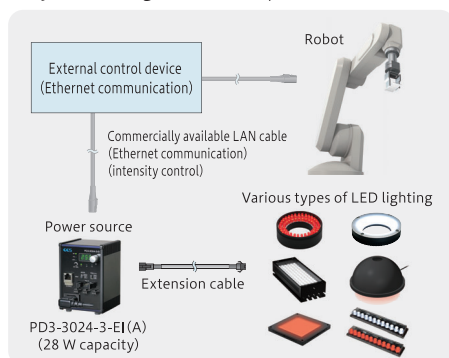 Robot
External control device
(Ethernet communication)
Commercially available LAN cable
(Ethernet communication)
(intensity control)
Various types of LED lighting
Power source
Extension cable
PD3-3024-3-EI(A)
(28 W capacity)